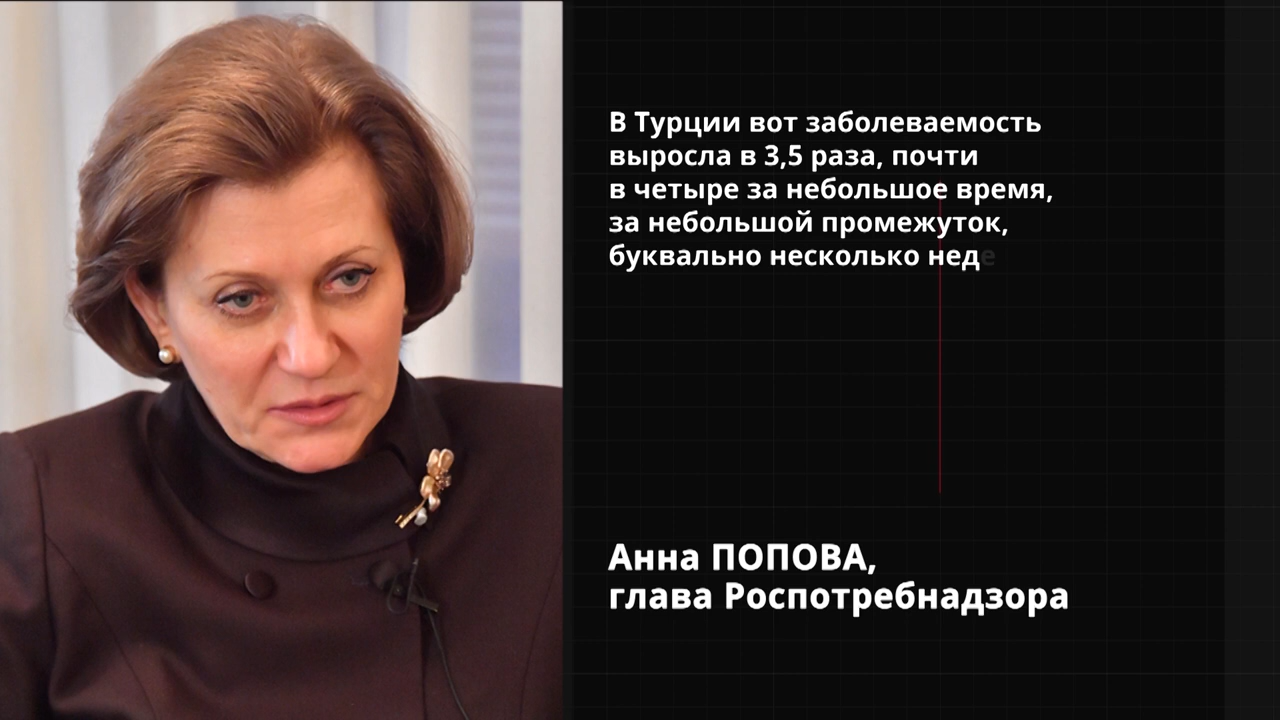 В Турции вот заболеваемость
выросла в 3,5 раза, почти
в четыре за небольшое время,
за небольшой промежуток,
буквально несколько неде
Анна ПОПОВА,
глава Роспотребнадзора